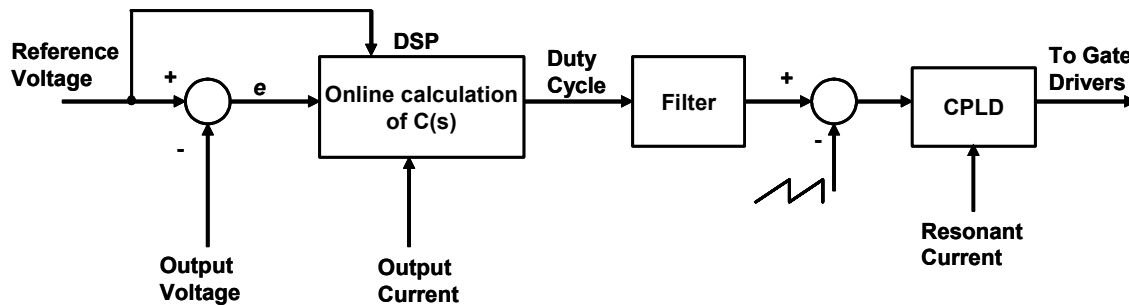 Reference
Voltage
+
-
e
DSP
Online calculation
of C(s)
Duty
Cycle
Filter
+
-
CPLD
To Gate
Drivers
Output
Voltage
Output
Current
Resonant
Current